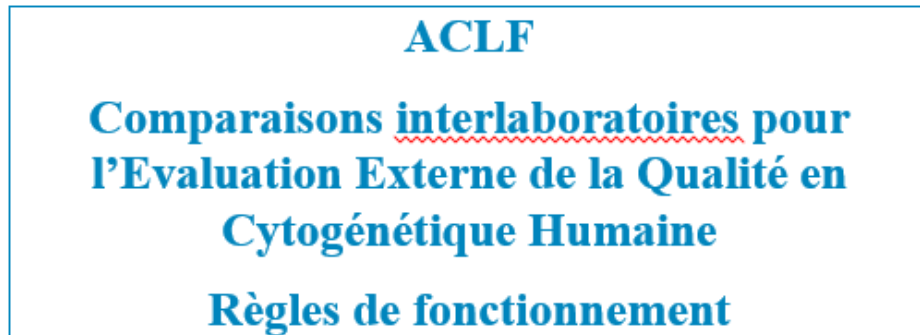 ACLF
Comparaisons interlaboratoires pour
l’Evaluation Externe de la Qualité en
Cytogénétique Humaine
Règles de fonctionnement